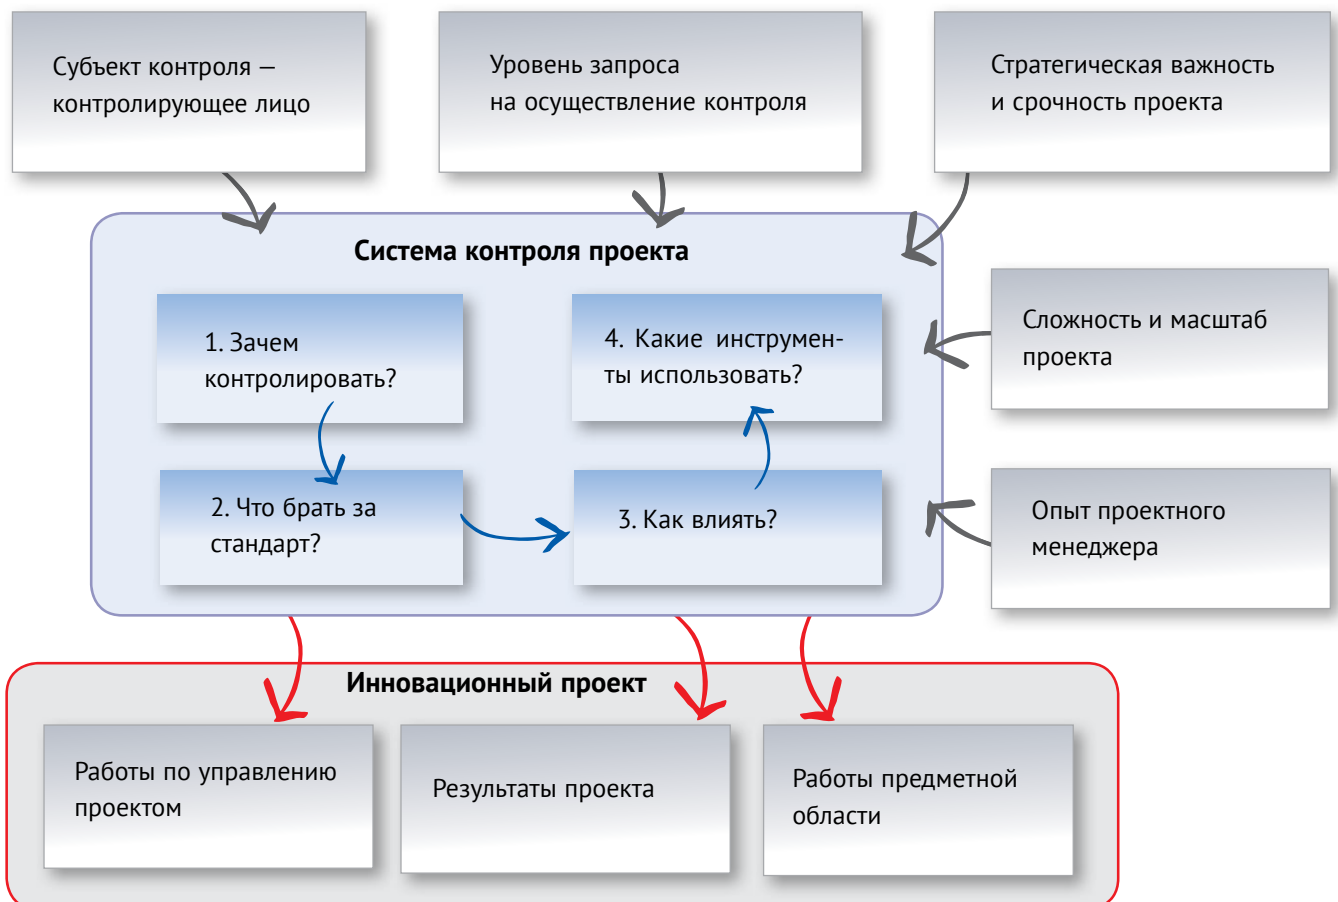 Субъект контроля —
контролирующее лицо
Уровень запроса
на осуществление контроля
Стратегическая важность
и срочность проекта
Система контроля проекта
1. Зачем
контролировать?
4. Какие инструмен-
ты использовать?
Сложность и масштаб
проекта
2. Что брать за
стандарт?
3. Как влиять?
Опыт проектного
менеджера
Инновационный проект
Работы по управлению
проектом
Результаты проекта
Работы предметной
области